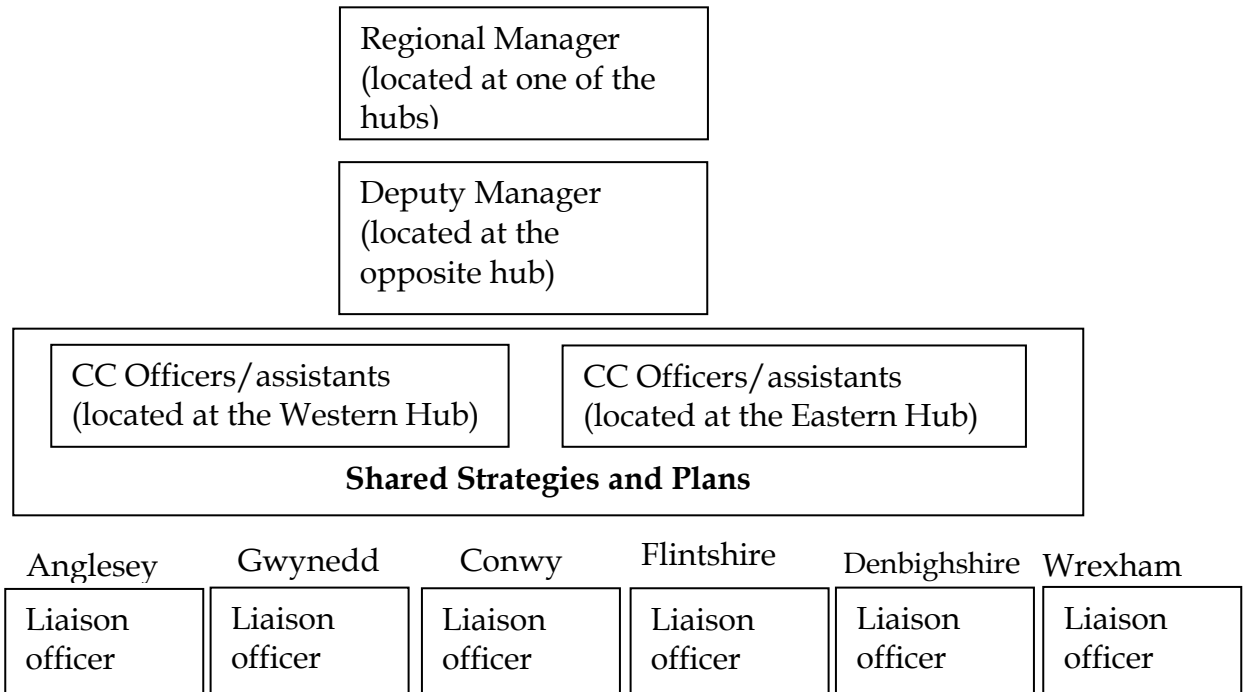 Regional Manager
(located at one of the
hubs)
Deputy Manager
(located at the
opposite hub)
CC Officers/assistants
(located at the Western Hub)
CC Officers/assistants
(located at the Eastern Hub)
Shared Strategies and Plans
Anglesey
Gwynedd
Conwy
Flintshire
Denbighshire
Wrexham
Liaison
officer
Liaison
officer
Liaison
officer
Liaison
officer
Liaison
officer
Liaison
officer